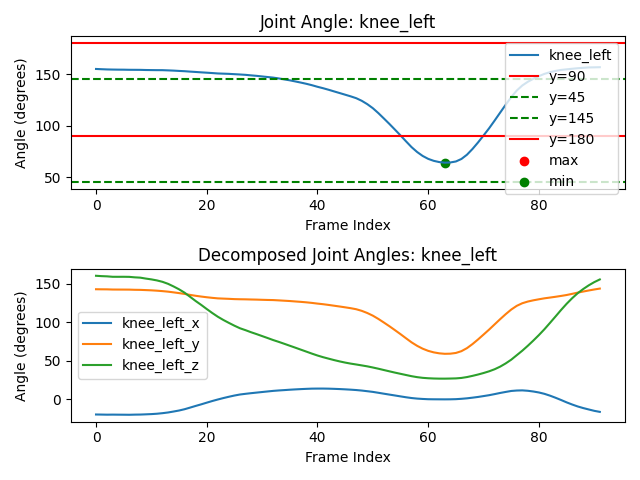 Joint Angle: knee_left
Angle (degrees)
150
100
50
knee_left
y=90
y=45
y=145
y=180
max
min
0 20 40 60 80
Frame Index
Decomposed Joint Angles: knee_left
Angle (degrees)
150
100
50
0
knee_left_x
knee_left_y
knee_left_z
0 20 40 60 80
Frame Index